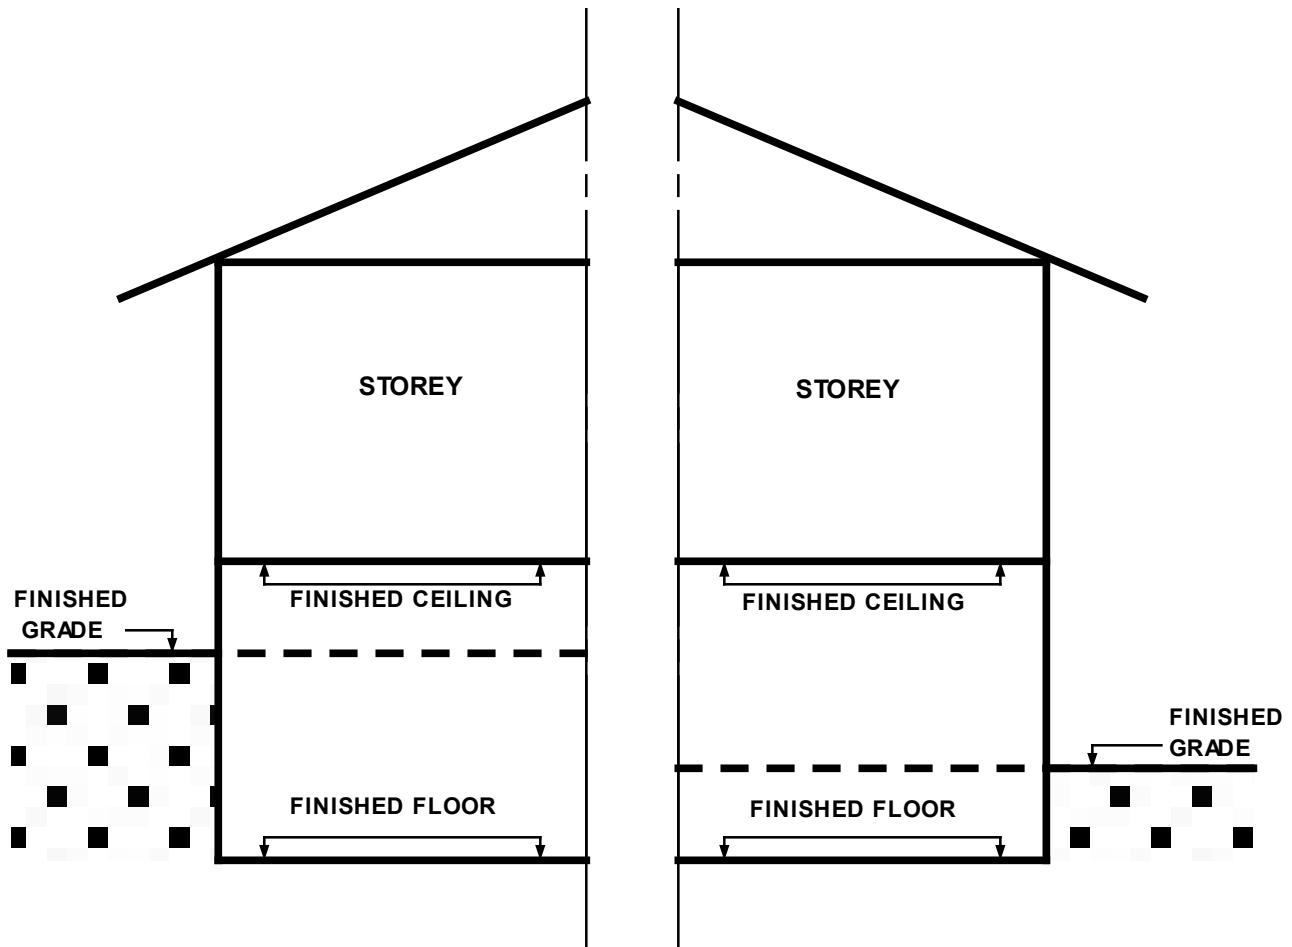 STOREY
STOREY
FINISHED CEILING
FINISHED CEILING
FINISHED
GRADE
FINISHED
GRADE
FINISHED FLOOR
FINISHED FLOOR